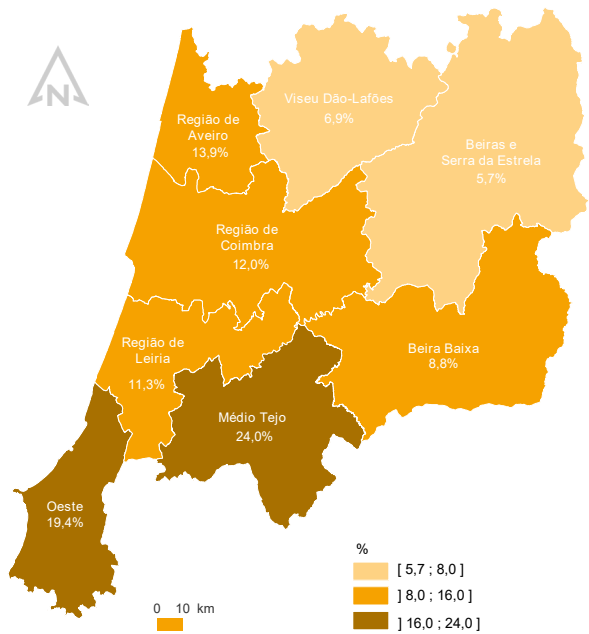 N
Viseu Dão-Lafões
6,9%
Região de
Aveiro
13,9%
Beiras e
Serra da Estrela
5,7%
Região de
Coimbra
12,0%
Região de
Leiria
11,3%
Beira Baixa
8,8%
Médio Tejo
24,0%
Oeste
19,4%
%
[ 5,7 ; 8,0 ]
] 8,0 ; 16,0 ]
] 16,0 ; 24,0 ]
0 10 km